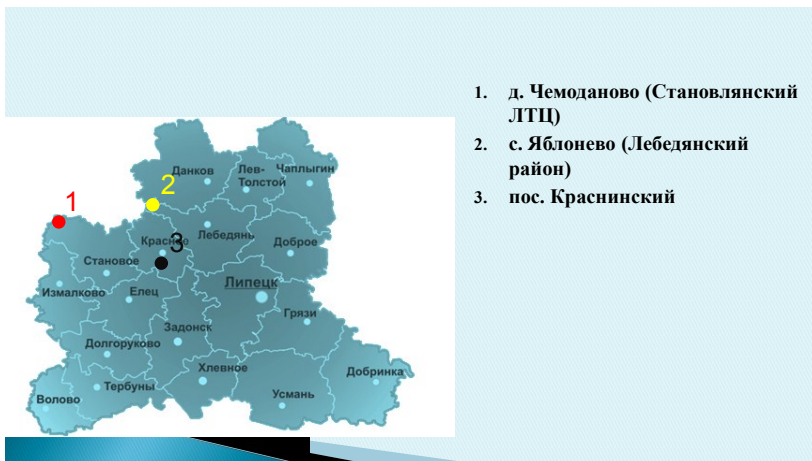 1. д. Чемоданово (Становлянский
ЛТЦ)
2. с. Яблонево (Лебедянский
район)
3. пос. Краснинский
Данков
Лев-
Толстой
Чаплыгин
2
1
Красное
3
Лебедянь
Доброе
Становое
Измалково
Елец
Липецк
Грязи
Задонск
Долгоруково
Хлевное
Добринка
Тербуны
Волово
Усмань